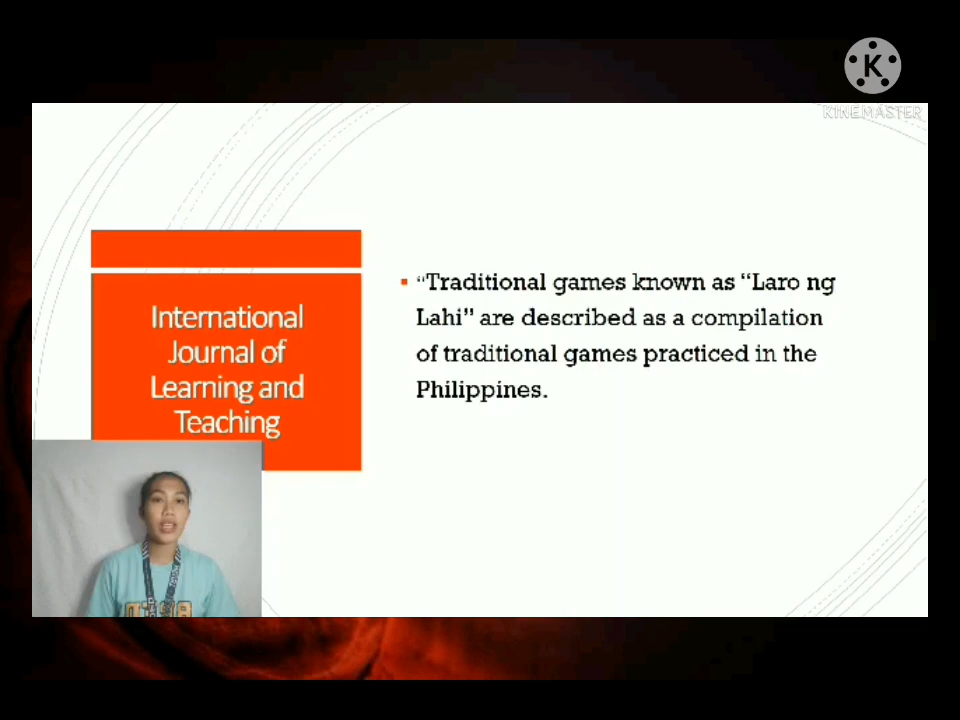 K
KINEMASTER
International
Journal of
Learning and
Teaching
"Traditional games known as “Laro ng
Lahi” are described as a compilation
of traditional games practiced in the
Philippines.